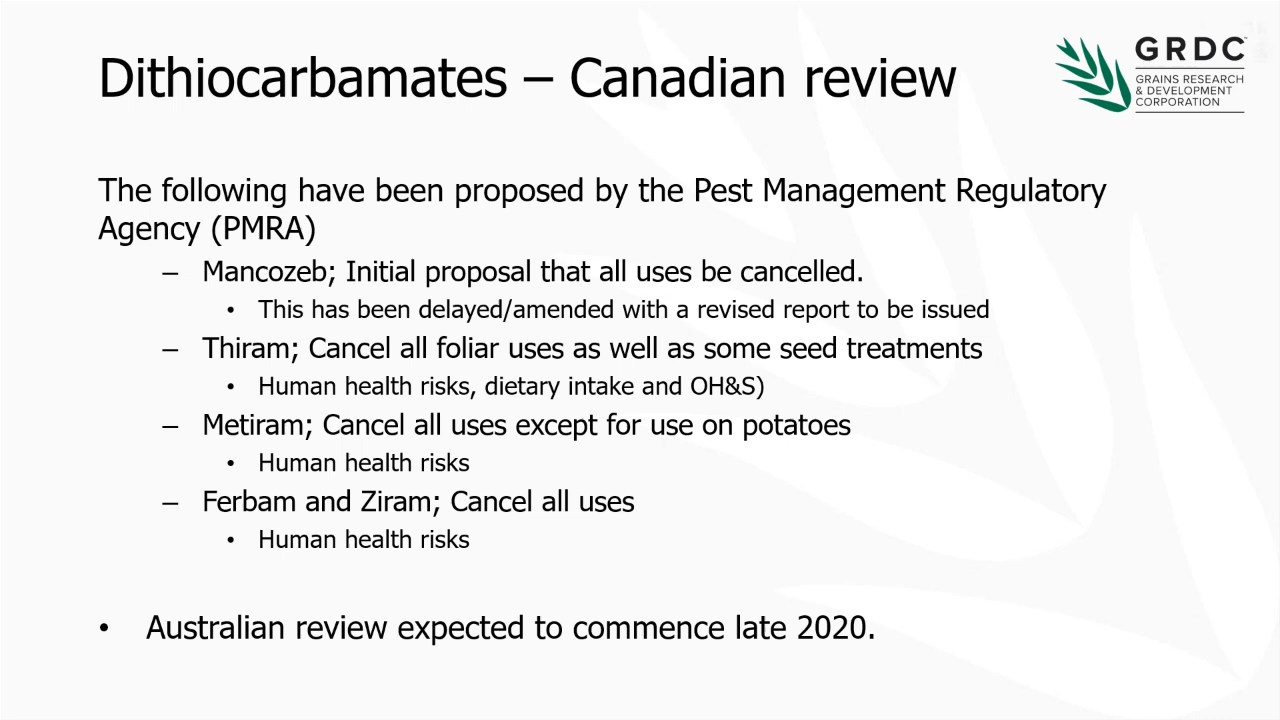 Dithiocarbamates – Canadian review
GRDC™
GRAINS RESEARCH
& DEVELOPMENT
CORPORATION
The following have been proposed by the Pest Management Regulatory
Agency (PMRA)
– Mancozeb; Initial proposal that all uses be cancelled.
• This has been delayed/amended with a revised report to be issued
– Thiram; Cancel all foliar uses as well as some seed treatments
• Human health risks, dietary intake and OH&S)
– Metiram; Cancel all uses except for use on potatoes
• Human health risks
– Ferbam and Ziram; Cancel all uses
• Human health risks
• Australian review expected to commence late 2020.